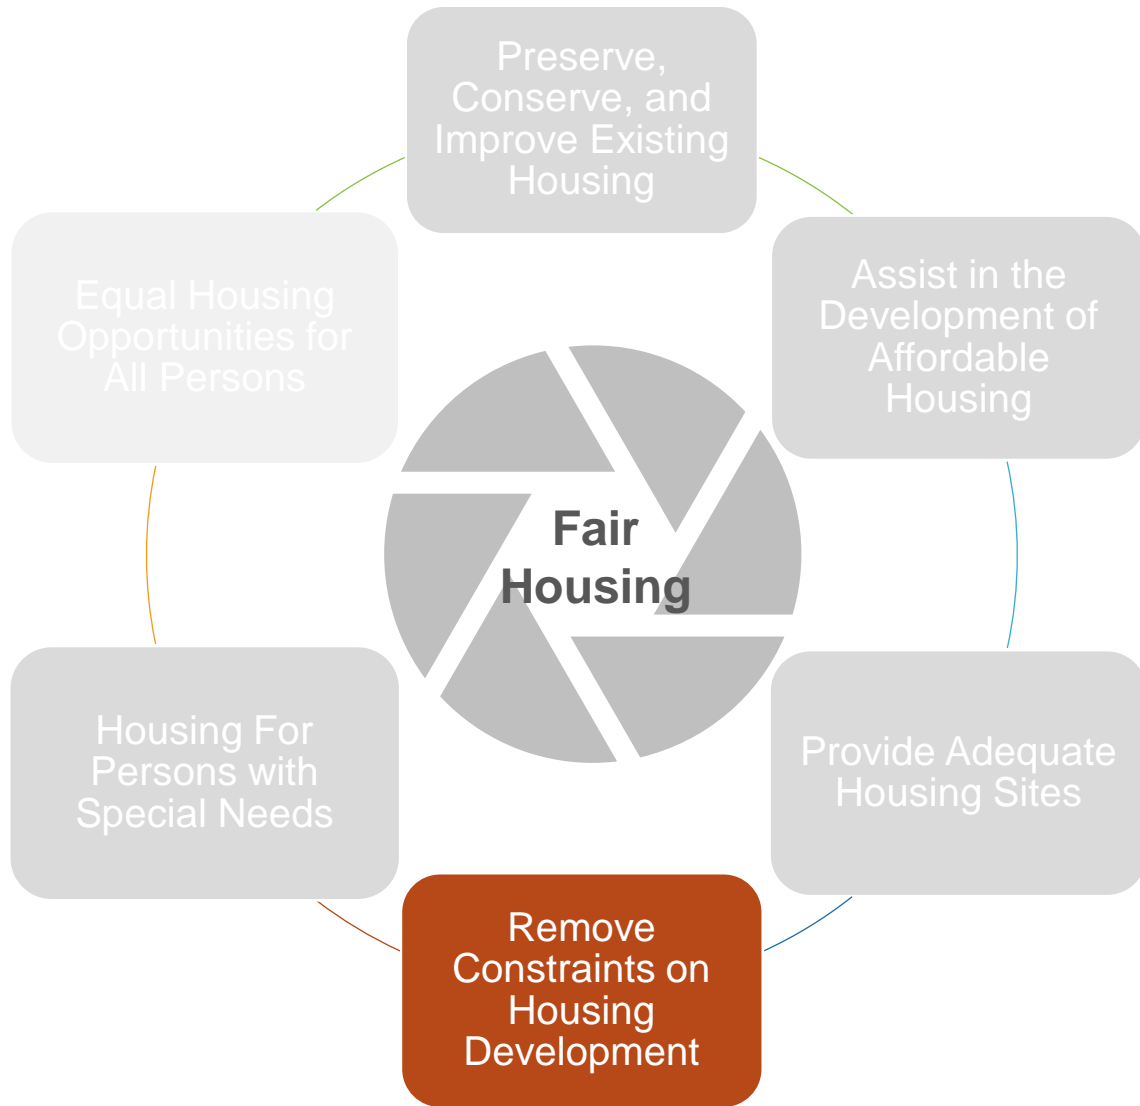 Preserve,
Conserve, and
Improve Existing
Housing
Equal Housing
Opportunities for
All Persons
Assist in the
Development of
Affordable
Housing
Fair
Housing
Housing For
Persons with
Special Needs
Provide Adequate
Housing Sites
Remove
Constraints on
Housing
Development